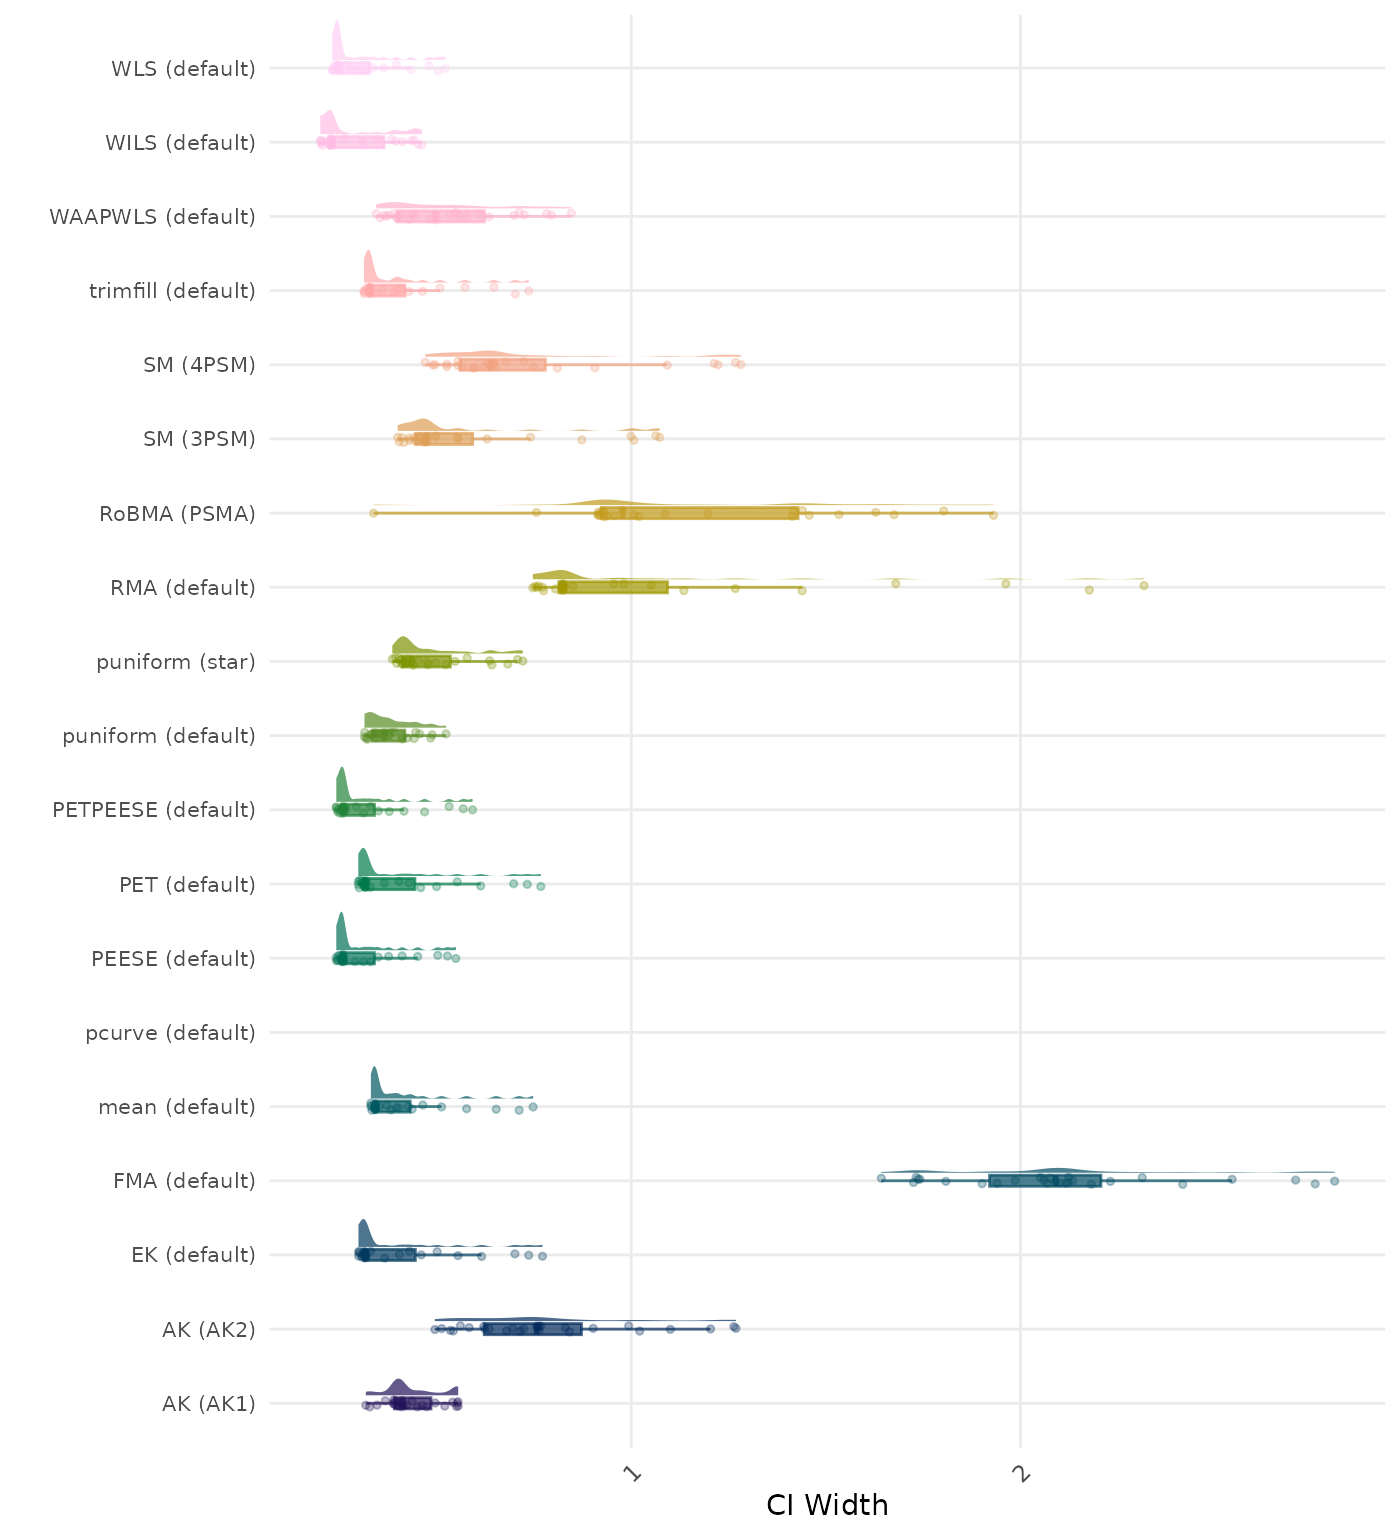 WLS (default)
WILS (default)
WAAPWLS (default)
trimfill (default)
SM (4PSM)
SM (3PSM)
RoBMA (PSMA)
RMA (default)
puniform (star)
puniform (default)
PETPEESE (default)
PET (default)
PEESE (default)
pcurve (default)
mean (default)
FMA (default)
EK (default)
AK (AK2)
AK (AK1)
1
2
CI Width